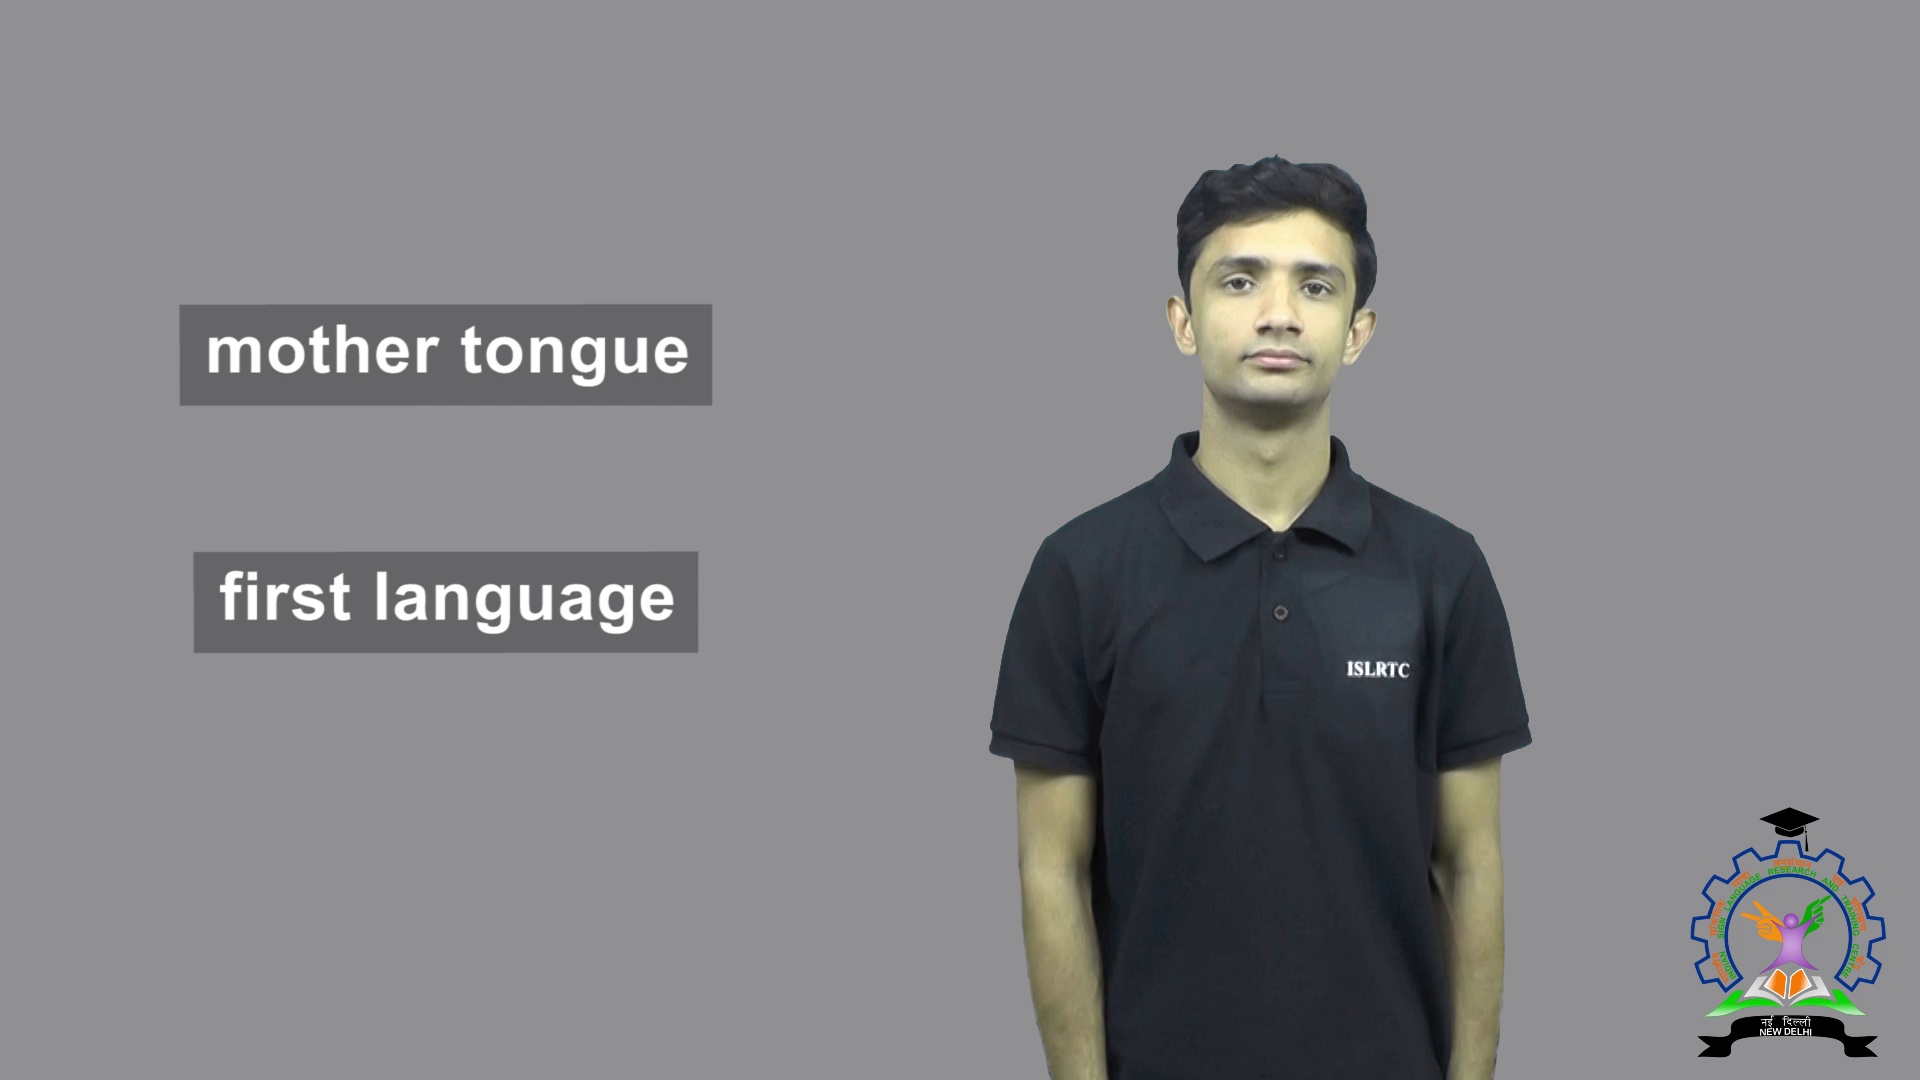 mother tongue
first language
ISLRTC
INDIAN SIGN LANGUAGE RESEARCH AND TRAINING CENTRE
नई दिल्ली
NEW DELHI